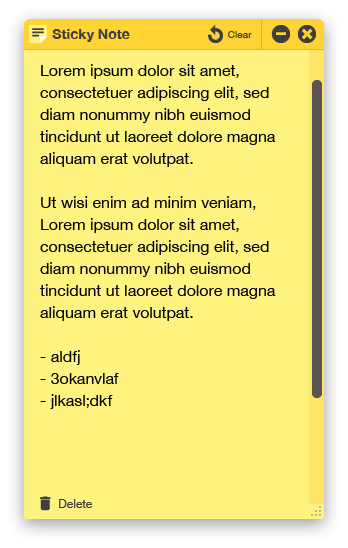 Sticky Note
Clear
Lorem ipsum dolor sit amet,
consectetuer adipiscing elit, sed
diam nonummy nibh euismod
tincidunt ut laoreet dolore magna
aliquam erat volutpat.
Ut wisi enim ad minim veniam,
Lorem ipsum dolor sit amet,
consectetuer adipiscing elit, sed
diam nonummy nibh euismod
tincidunt ut laoreet dolore magna
aliquam erat volutpat.
- aldfj
- 3okanvlaf
- jlkasl;dkf
Delete